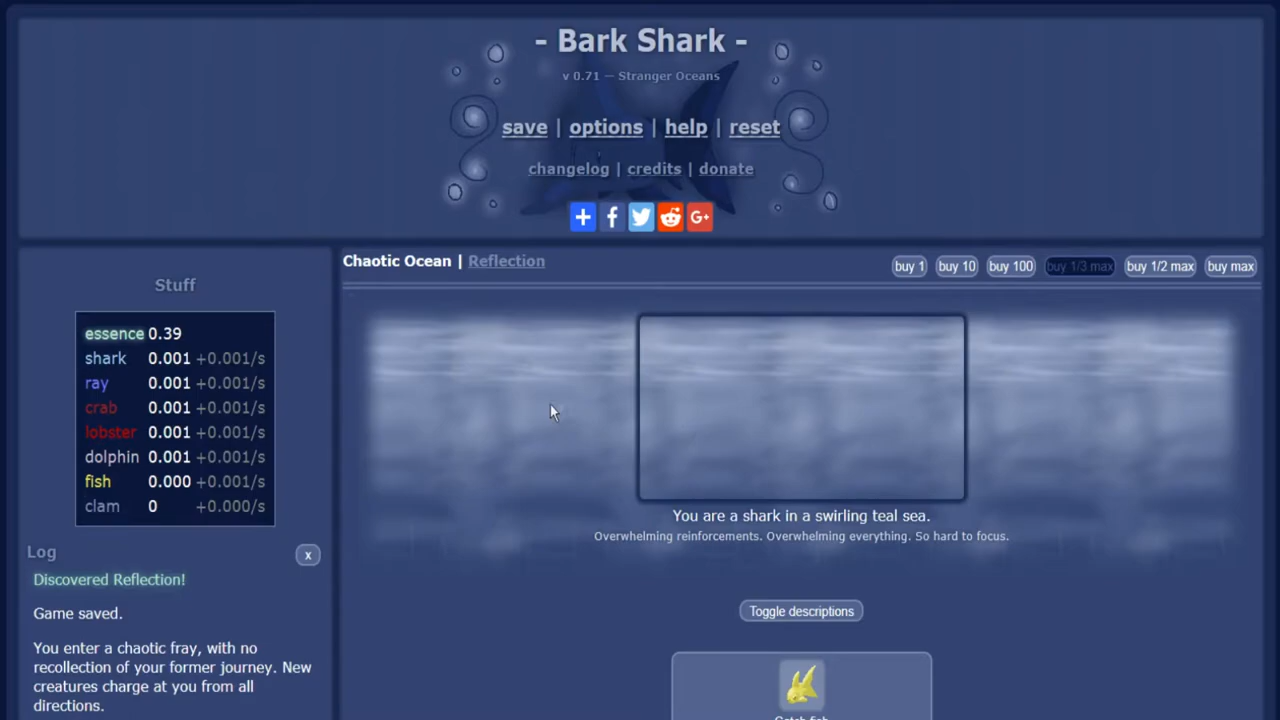 - Bark Shark -
v 0.71 — Stranger Oceans
save | options | help | reset
changelog | credits | donate
G+
Stuff
essence 0.39
shark 0.001 +0.001/s
ray 0.001 +0.001/s
crab 0.001 +0.001/s
lobster 0.001 +0.001/s
dolphin 0.001 +0.001/s
fish 0.000 +0.001/s
clam 0 +0.000/s
Log
x
Discovered Reflection!
Game saved.
You enter a chaotic fray, with no
recollection of your former journey. New
creatures charge at you from all
directions.
Chaotic Ocean | Reflection
buy 1 buy 10 buy 100 buy 1/3 max buy 1/2 max buy max
You are a shark in a swirling teal sea.
Overwhelming reinforcements. Overwhelming everything. So hard to focus.
Toggle descriptions
Catch fish